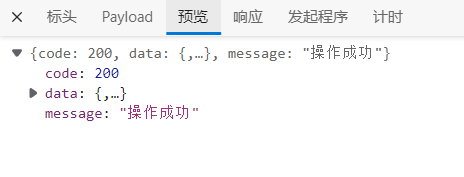 标头 Payload 预览 响应 发起程序 计时
{code: 200, data: {,…}, message: "操作成功"}
code: 200
data: {,…}
message: "操作成功"